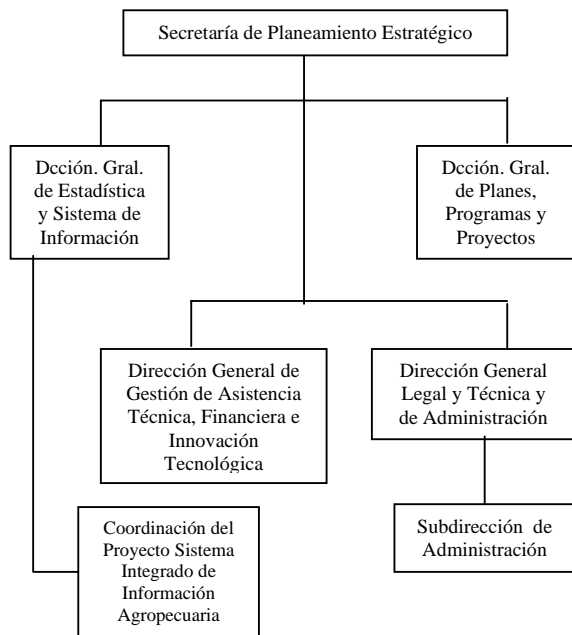 Secretaría de Planeamiento Estratégico
Dcción. Gral.
de Estadística
y Sistema de
Información
Dcción. Gral.
de Planes,
Programas y
Proyectos
Dirección General de
Gestión de Asistencia
Técnica, Financiera e
Innovación
Tecnológica
Dirección General
Legal y Técnica y
de Administración
Coordinación del
Proyecto Sistema
Integrado de
Información
Agropecuaria
Subdirección de
Administración